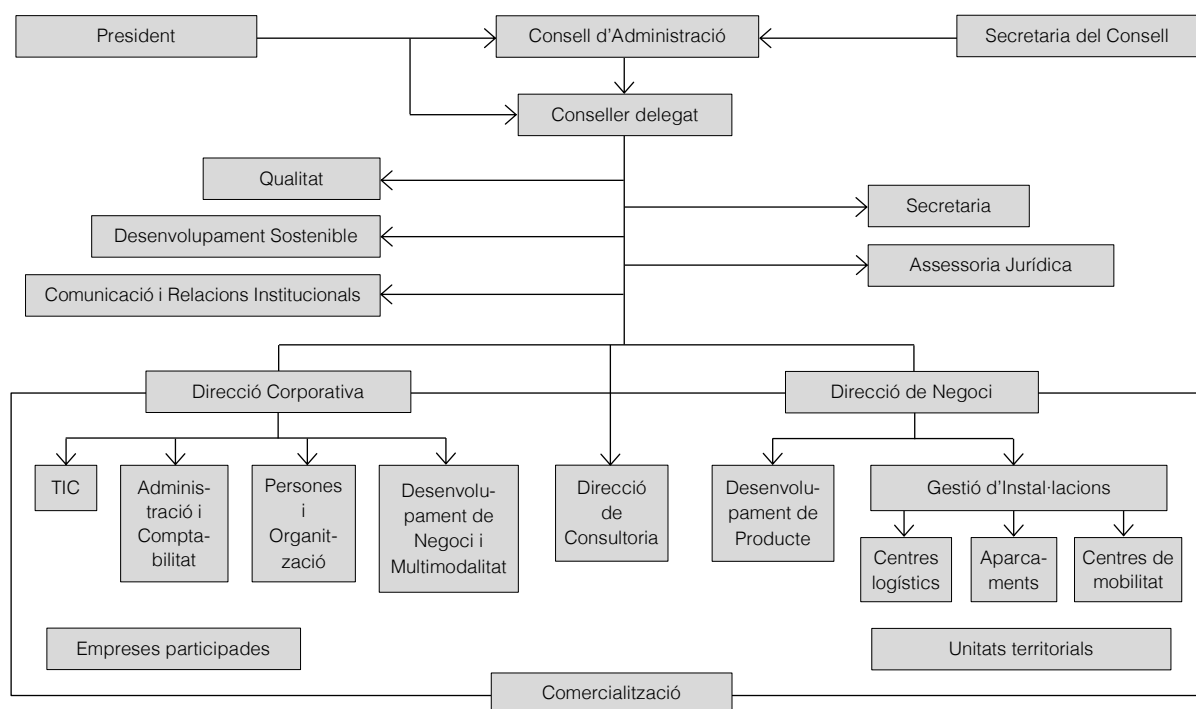 President
Consell d’Administració
Secretaria del Consell
Conseller delegat
Qualitat
Secretaria
Desenvolupament Sostenible
Assessoria Jurídica
Comunicació i Relacions Institucionals
Direcció Corporativa
Direcció de Negoci
TIC
Adminis-
tració i
Compta-
bilitat
Persones
i
Organit-
zació
Desenvolu-
pament de
Negoci i
Multimodalitat
Direcció
de
Consultoria
Desenvolu-
pament de
Producte
Gestió d’Instal·lacions
Centres
logístics
Aparca-
ments
Centres de
mobilitat
Empreses participades
Unitats territorials
Comercialització